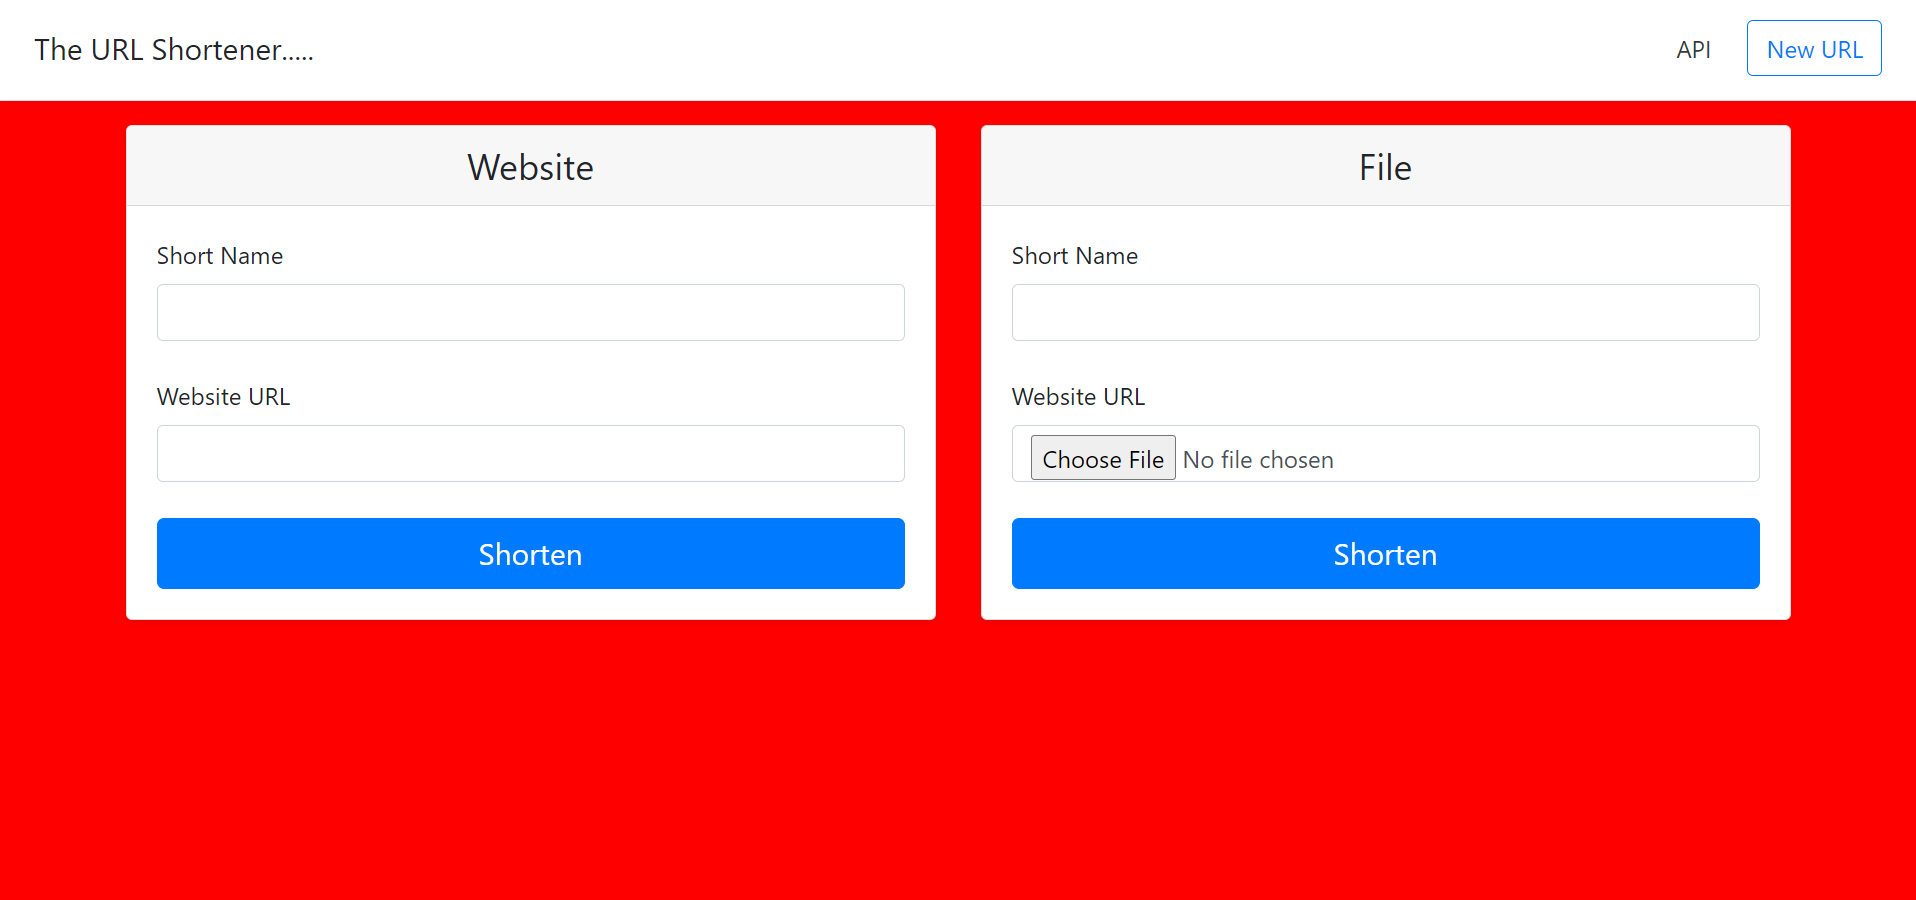 The URL Shortener.....
API
New URL
Website
Short Name
Website URL
Shorten
File
Short Name
Website URL
Choose File No file chosen
Shorten